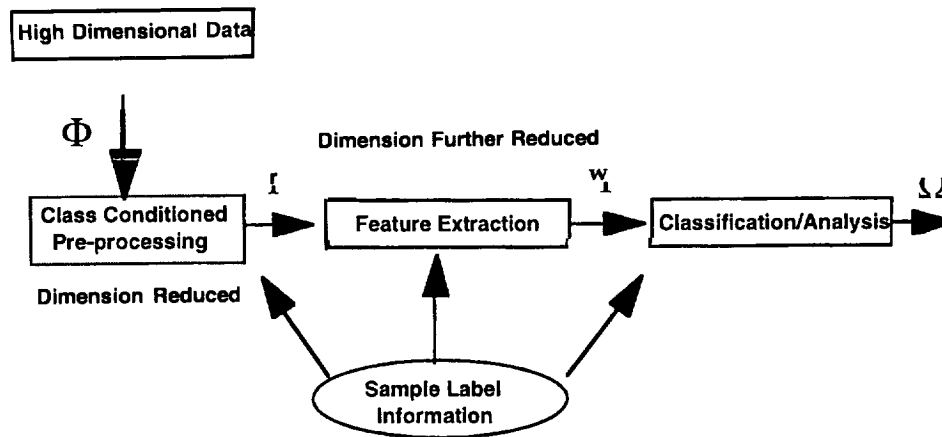 High Dimensional Data
Φ
Dimension Further Reduced
Class Conditioned
Pre-processing
Feature Extraction
Classification/Analysis
Ω
Dimension Reduced
Sample Label
Information